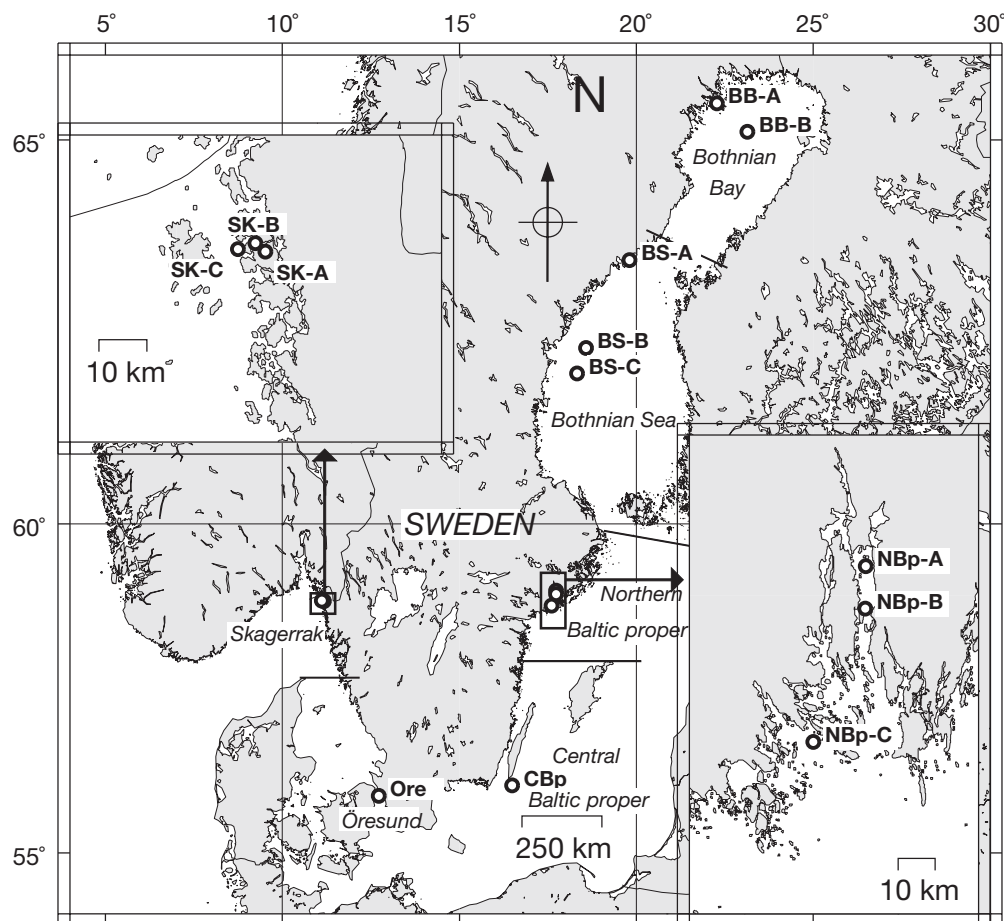 5° 10° 15° 20° 25° 30°
N
BB-A
65°
BB-B
Bothnian
Bay
SK-B
BS-A
SK-C
SK-A
10 km
BS-B
BS-C
Bothnian Sea
60°
SWEDEN
NBp-A
Northern
NBp-B
Skagerrak
Baltic proper
NBp-C
Central
CBp
Ore
Baltic proper
Öresund
250 km
55°
10 km